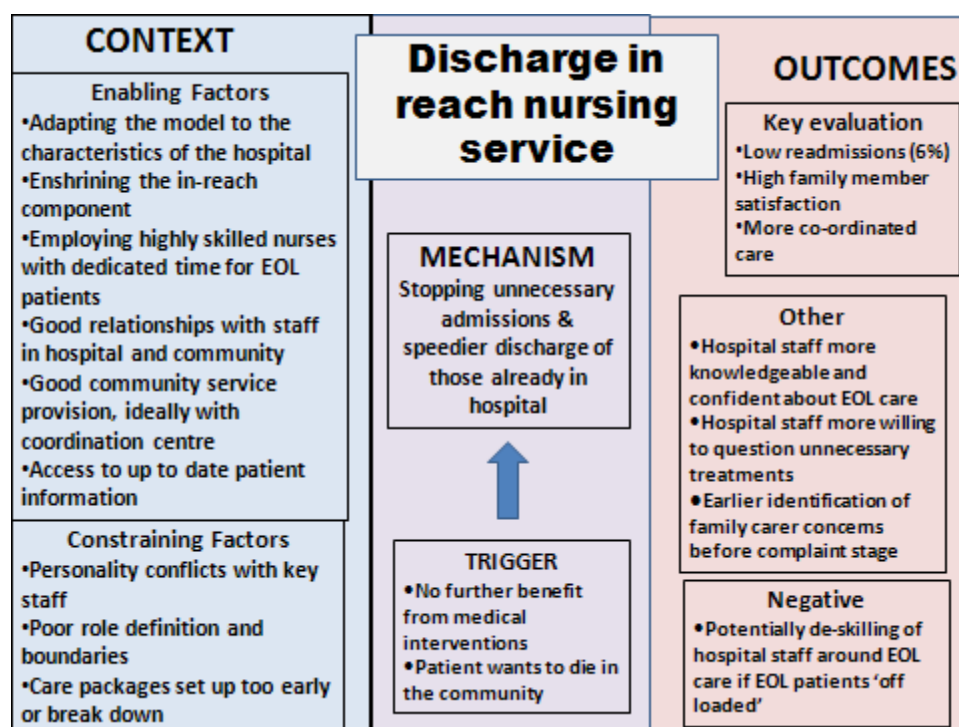 CONTEXT
Enabling Factors
•Adapting the model to the
characteristics of the hospital
•Enshrining the in-reach
component
•Employing highly skilled nurses
with dedicated time for EOL
patients
•Good relationships with staff
in hospital and community
•Good community service
provision, ideally with
coordination centre
•Access to up to date patient
information
Constraining Factors
•Personality conflicts with key
staff
•Poor role definition and
boundaries
•Care packages set up too early
or break down
Discharge in
reach nursing
service
MECHANISM
Stopping unnecessary
admissions &
speedier discharge of
those already in
hospital
TRIGGER
•No further benefit
from medical
interventions
•Patient wants to die in
the community
OUTCOMES
Key evaluation
•Low readmissions (6%)
•High family member
satisfaction
•More co-ordinated
care
Other
•Hospital staff more
knowledgeable and
confident about EOL care
•Hospital staff more willing
to question unnecessary
treatments
•Earlier identification of
family carer concerns
before complaint stage
Negative
•Potentially de-skilling of
hospital staff around EOL
care if EOL patients ‘off
loaded’